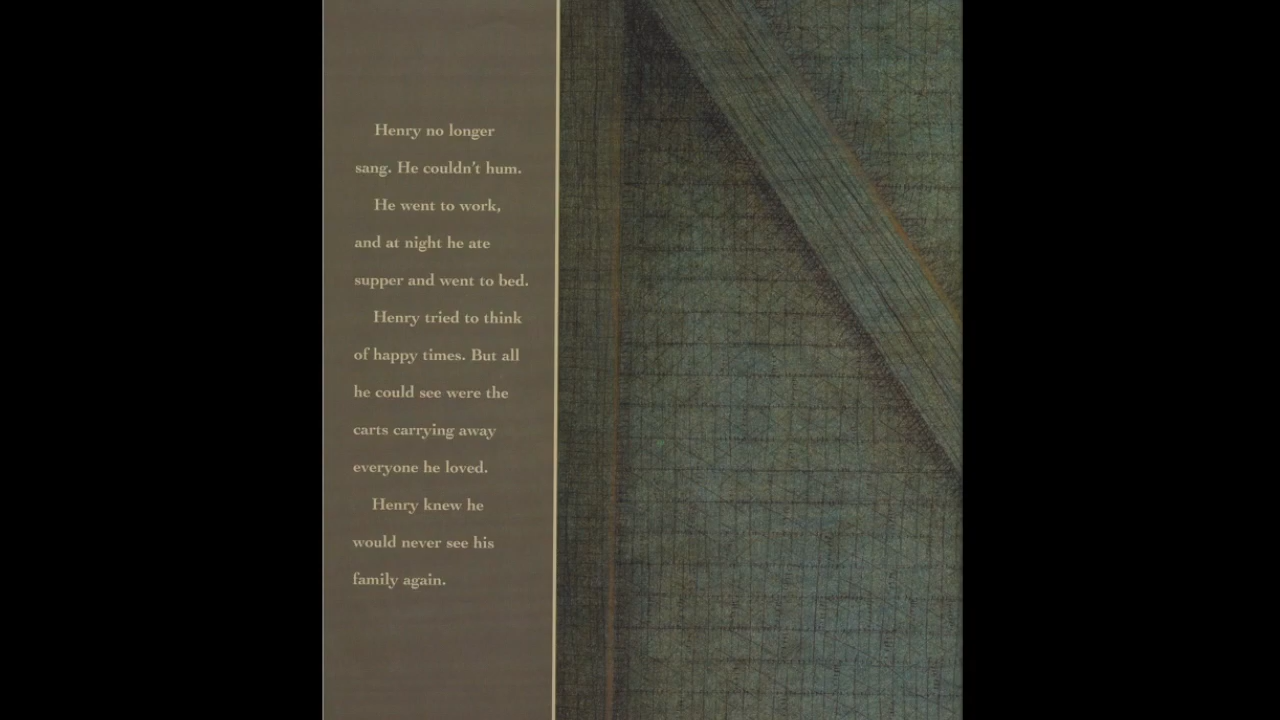 Henry no longer
sang. He couldn't hum.
He went to work,
and at night he ate
supper and went to bed.
Henry tried to think
of happy times. But all
he could see were the
carts carrying away
everyone he loved.
Henry knew he
would never see his
family again.